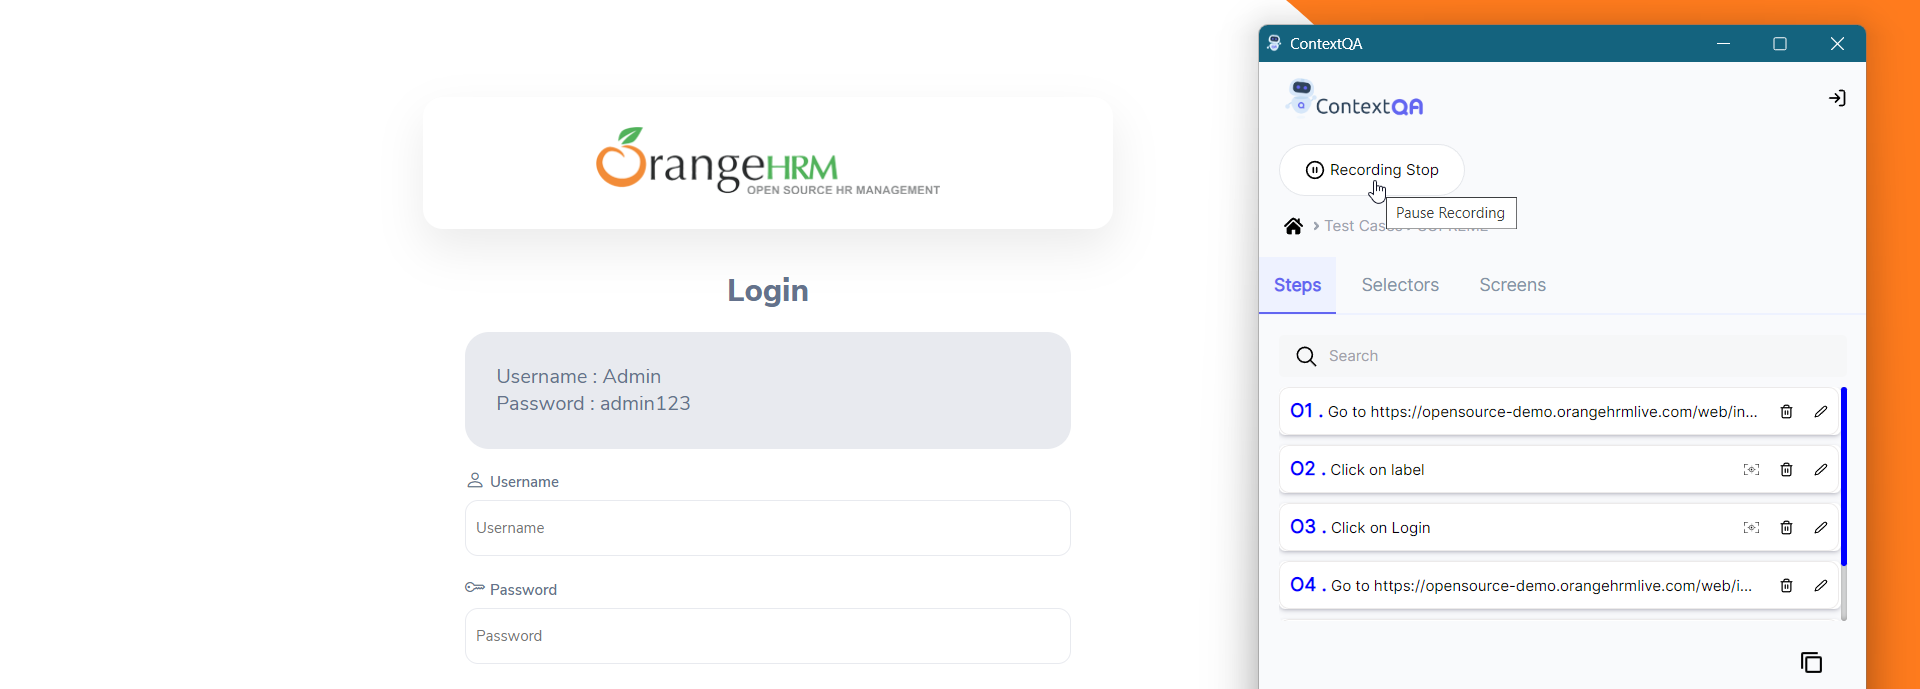 OrangeHRM
OPEN SOURCE HR MANAGEMENT
Login
Username : Admin
Password : admin123
Username
Username
Password
Password
ContextQA
ContextQA
Recording Stop
Pause Recording
Test Cases
Steps
Selectors
Screens
Search
01 . Go to https://opensource-demo.orangehrmlive.com/web/in...
02 . Click on label
03 . Click on Login
04 . Go to https://opensource-demo.orangehrmlive.com/web/i...